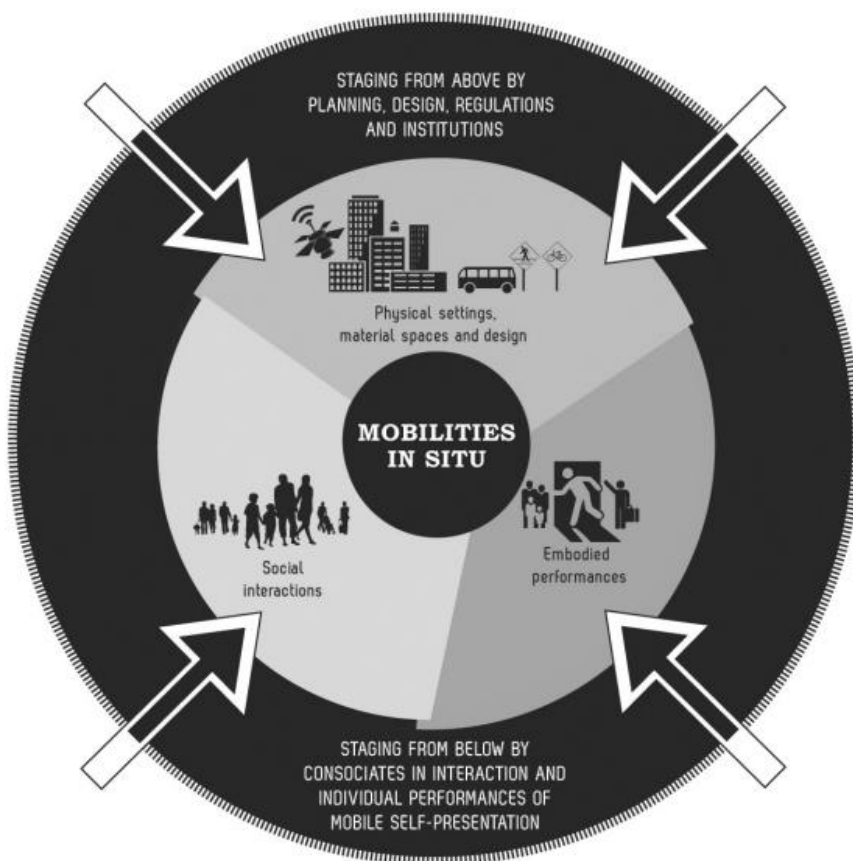 STAGING FROM ABOVE BY
PLANNING, DESIGN, REGULATIONS
AND INSTITUTIONS
Physical settings,
material spaces and design
MOBILITIES
IN SITU
Social
interactions
Embodied
performances
STAGING FROM BELOW BY
CONSOCIATES IN INTERACTION AND
INDIVIDUAL PERFORMANCES OF
MOBILE SELF-PRESENTATION